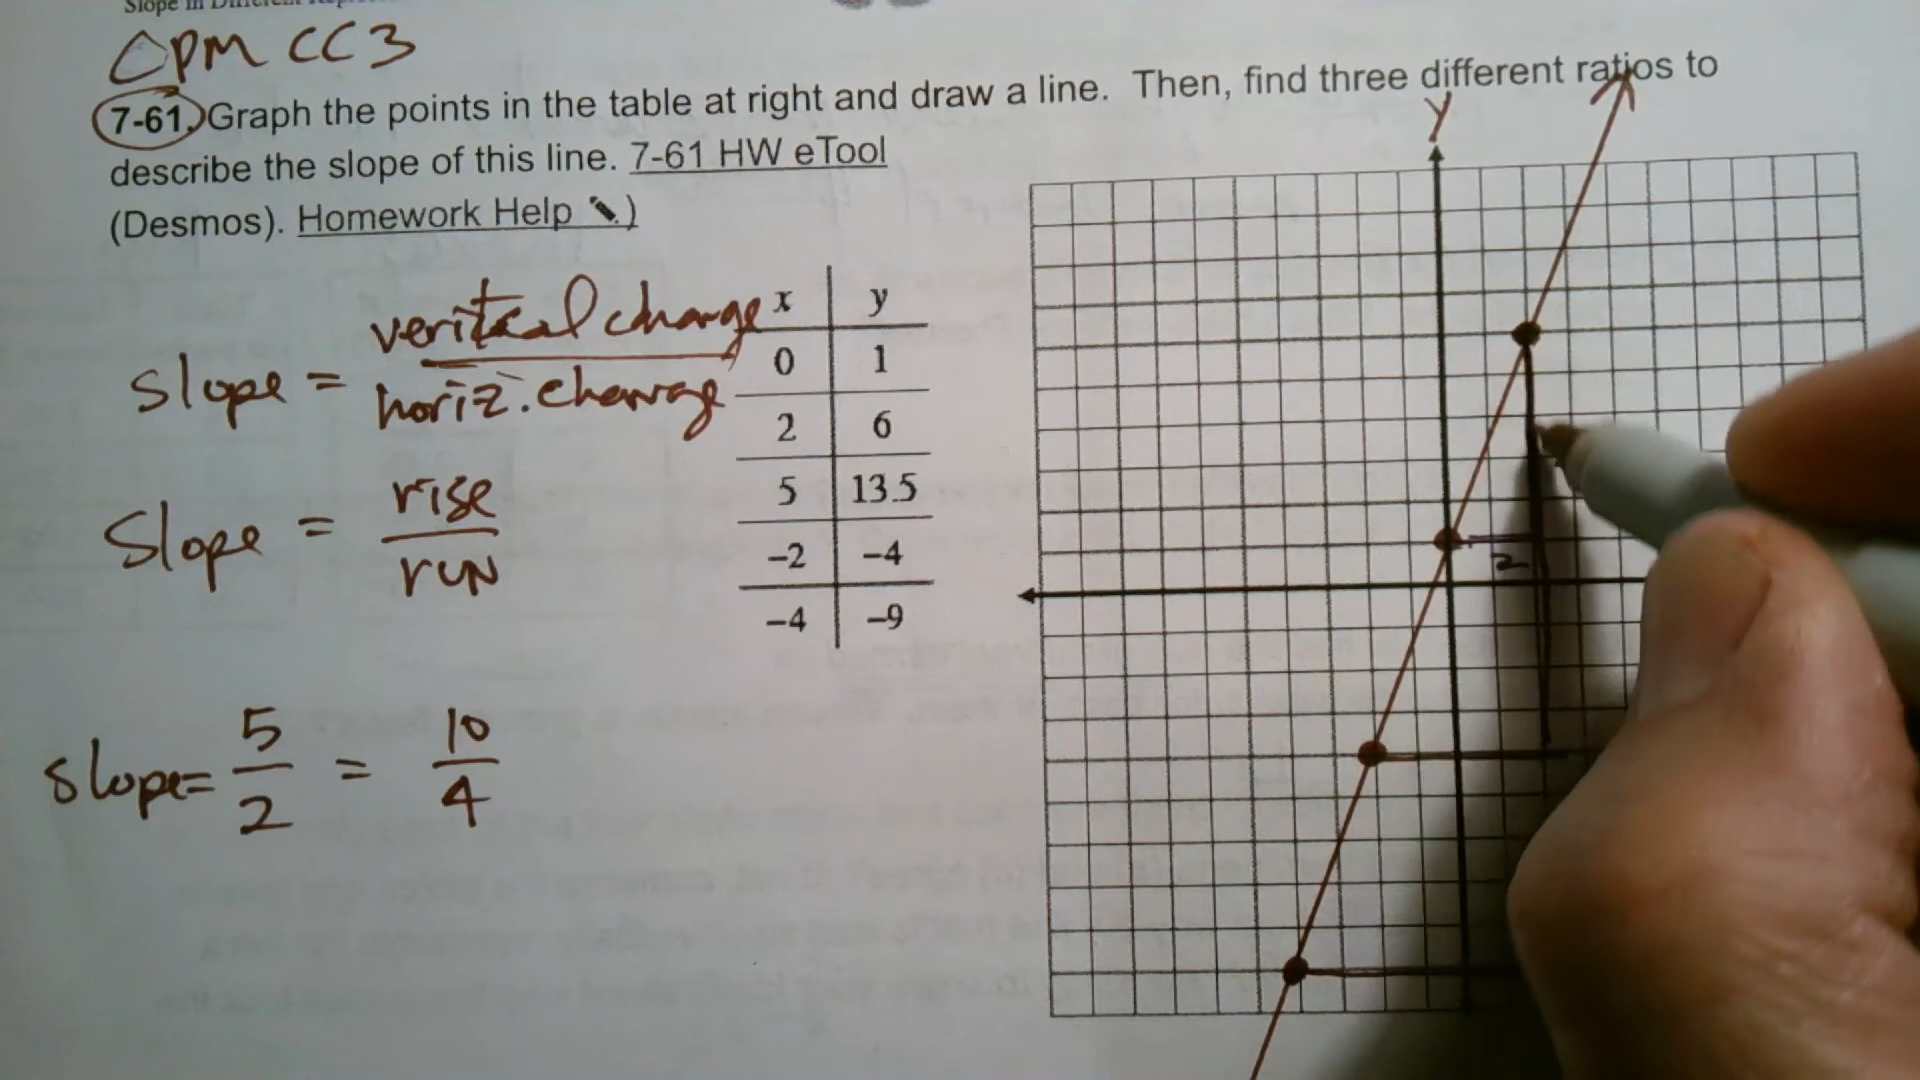 Slope in Different
CPM CC3
7-61. Graph the points in the table at right and draw a line. Then, find three different ratios to
describe the slope of this line. 7-61 HW eTool
(Desmos). Homework Help ✎)
slope = veritcal change
horiz. change
Slope = rise
run
x y
0 1
2 6
5 13.5
−2 −4
−4 −9
slope= 5/2 = 10/4
y
2